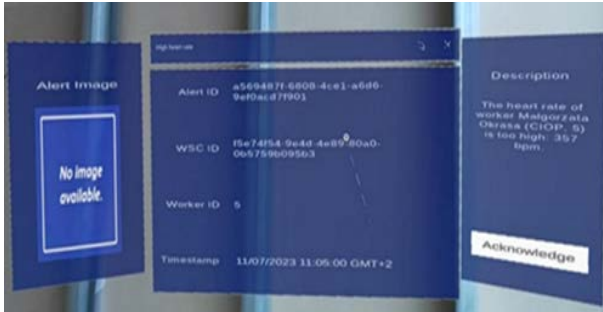 Alert Image
No image
available.
High heart rate
Alert ID
a569487f-6808-4ce1-a6d6-
9ef0acd7f901
WSC ID
f5e74f54-9e4d-4e89-80a0-
0b5759b095b3
Worker ID
5
Timestamp
11/07/2023 11:05:00 GMT+2
Description
The heart rate of
worker Malgorzata
Okrasa (CIOP, 5)
is too high: 357
bpm.
Acknowledge